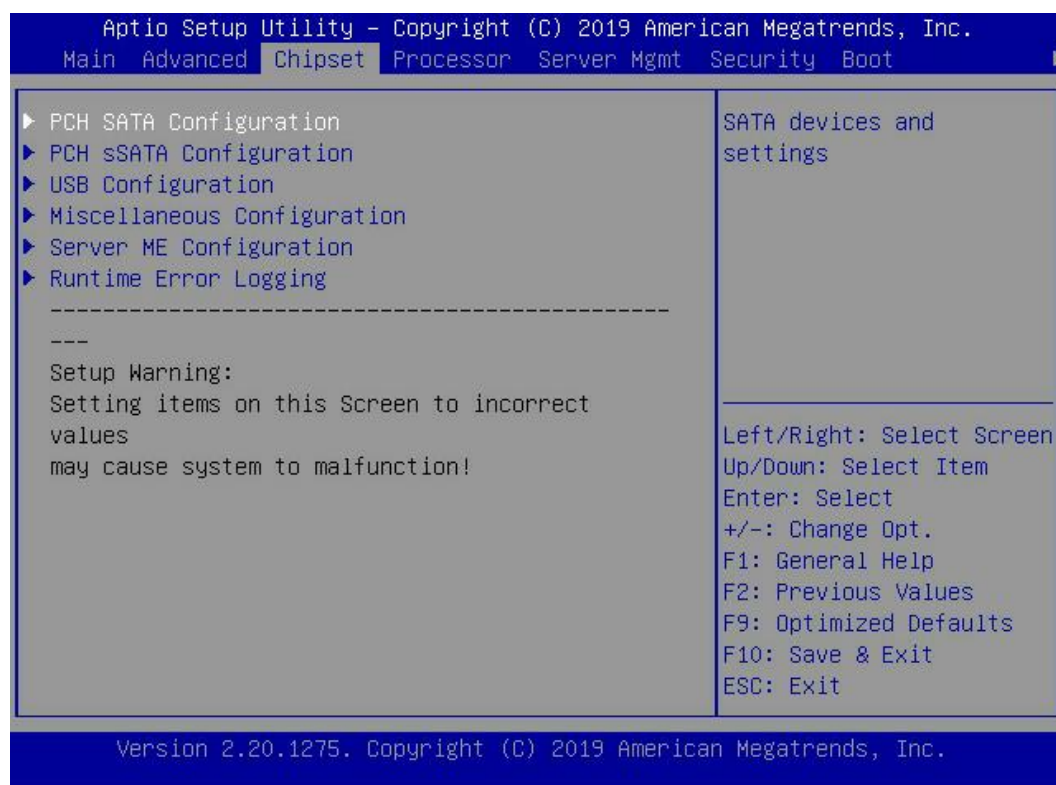 Aptio Setup Utility – Copyright (C) 2019 American Megatrends, Inc.
Main Advanced Chipset Processor Server Mgmt Security Boot
PCH SATA Configuration
PCH sSATA Configuration
USB Configuration
Miscellaneous Configuration
Server ME Configuration
Runtime Error Logging
-----------------------------------------------
---
Setup Warning:
Setting items on this Screen to incorrect
values
may cause system to malfunction!
SATA devices and
settings
Left/Right: Select Screen
Up/Down: Select Item
Enter: Select
+/-: Change Opt.
F1: General Help
F2: Previous Values
F9: Optimized Defaults
F10: Save & Exit
ESC: Exit
Version 2.20.1275. Copyright (C) 2019 American Megatrends, Inc.